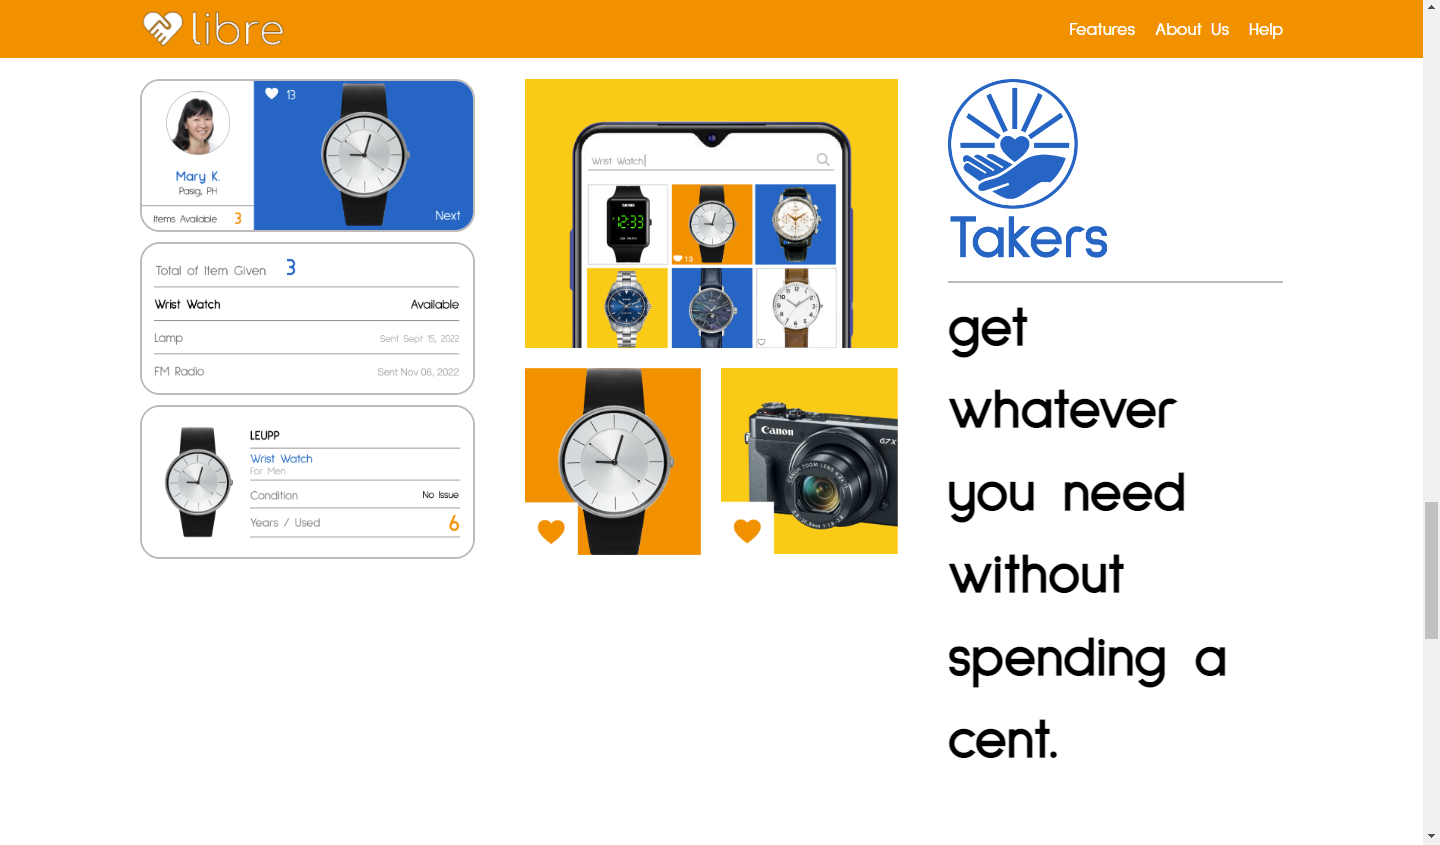 libre
Features About Us Help
13
Mary K.
Pasig, PH
Items Available 3
Next
Total of Item Given 3
Wrist Watch Available
Lamp Sent Sept 15, 2022
FM Radio Sent Nov 06, 2022
LEUPP
Wrist Watch
For Men
Condition No Issue
Years / Used 6
Wrist Watch
12:33
13
Canon
G7X
CANON ZOOM LENS
Takers
get
whatever
you need
without
spending a
cent.